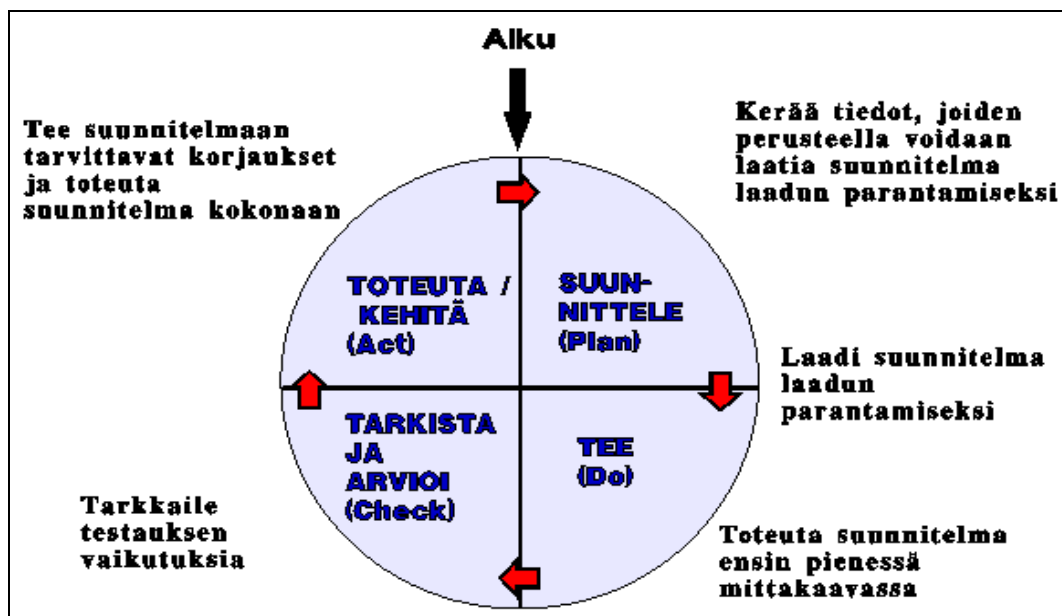 Alku
Kerää tiedot, joiden
perusteella voidaan
laatia suunnitelma
laadun parantamiseksi
SUUN-
NITTELE
(Plan)
Laadi suunnitelma
laadun
parantamiseksi
TEE
(Do)
Toteuta suunnitelma
ensin pienessä
mittakaavassa
TARKISTA
JA
ARVIOI
(Check)
Tarkkaile
testauksen
vaikutuksia
TOTEUTA /
KEHITÄ
(Act)
Tee suunnitelmaan
tarvittavat korjaukset
ja toteuta
suunnitelma kokonaan